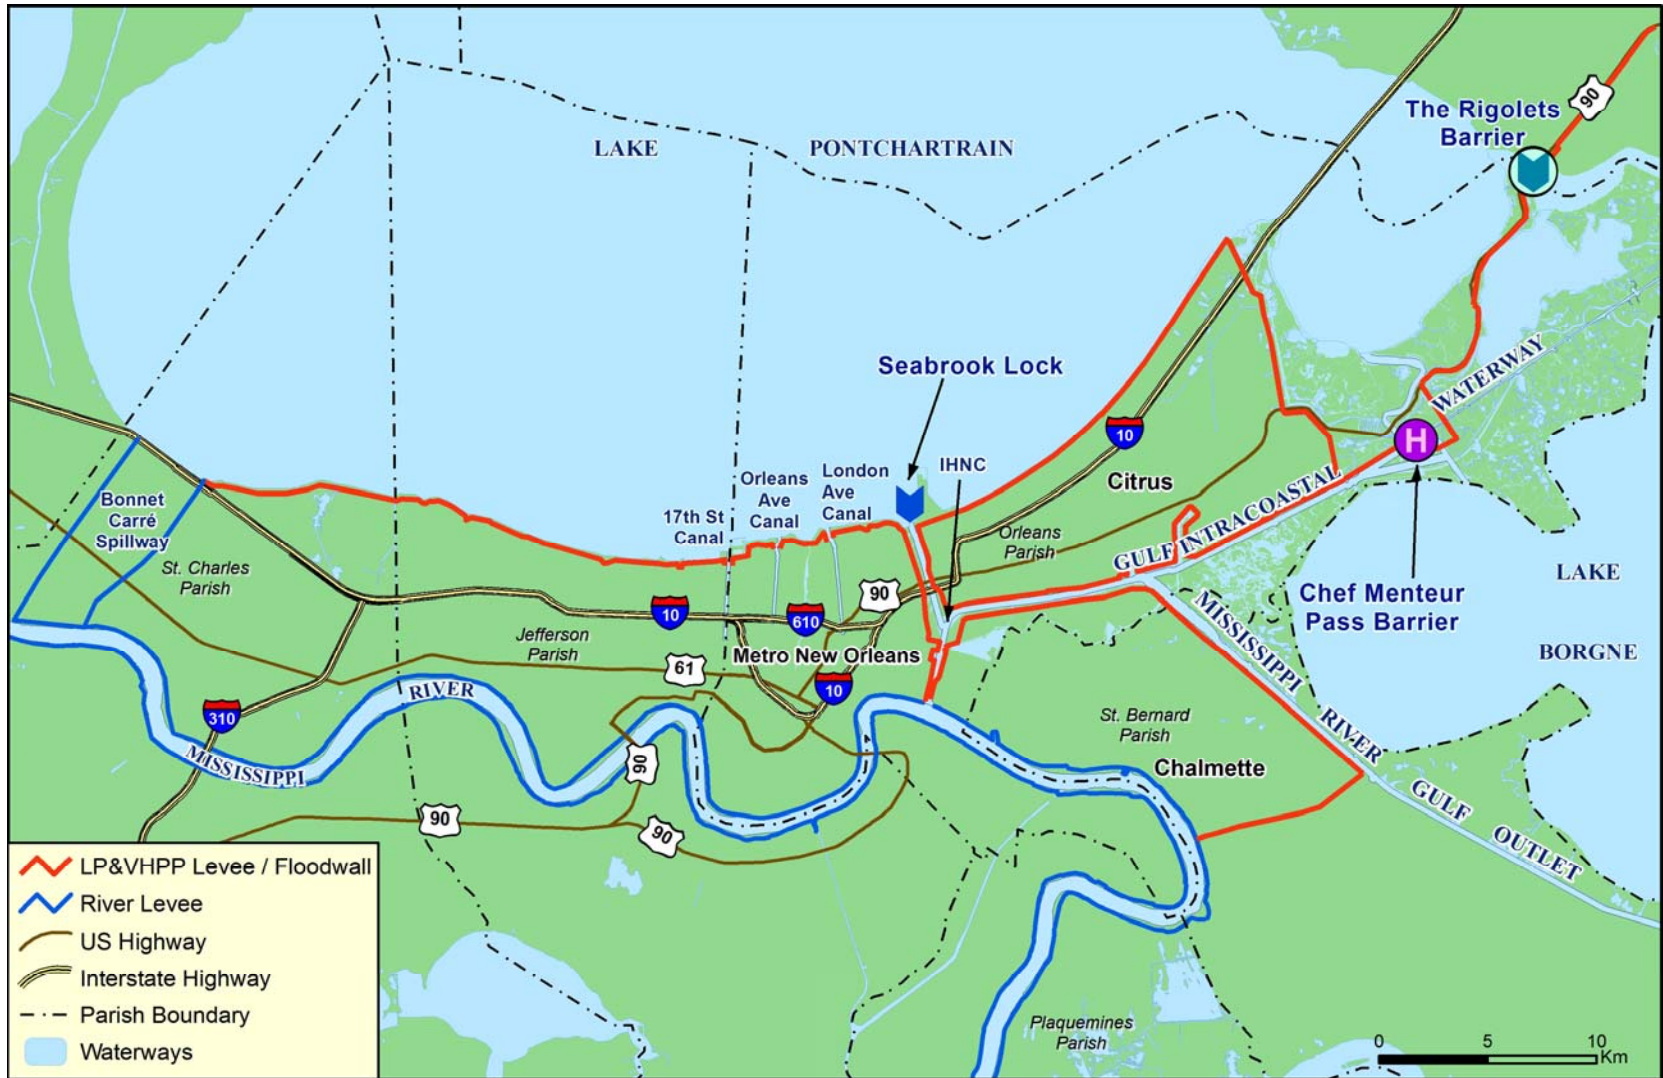 90
The Rigolets
Barrier
LAKE PONTCHARTRAIN
WATERWAY
Seabrook Lock
10
H
IHNC
Citrus
London
Ave
Canal
Orleans
Ave
Canal
17th St
Canal
Bonnet
Carré
Spillway
Orleans
Parish
GULF INTRACOASTAL
St. Charles
Parish
LAKE
BORGNE
Chef Menteur
Pass Barrier
90
10
610
Jefferson
Parish
Metro New Orleans
61
10
RIVER
310
MISSISSIPPI
MISSISSIPPI RIVER GULF OUTLET
St. Bernard
Parish
Chalmette
90
90
90
Plaquemines
Parish
LP&VHPP Levee / Floodwall
River Levee
US Highway
Interstate Highway
Parish Boundary
Waterways
0 5 10
Km